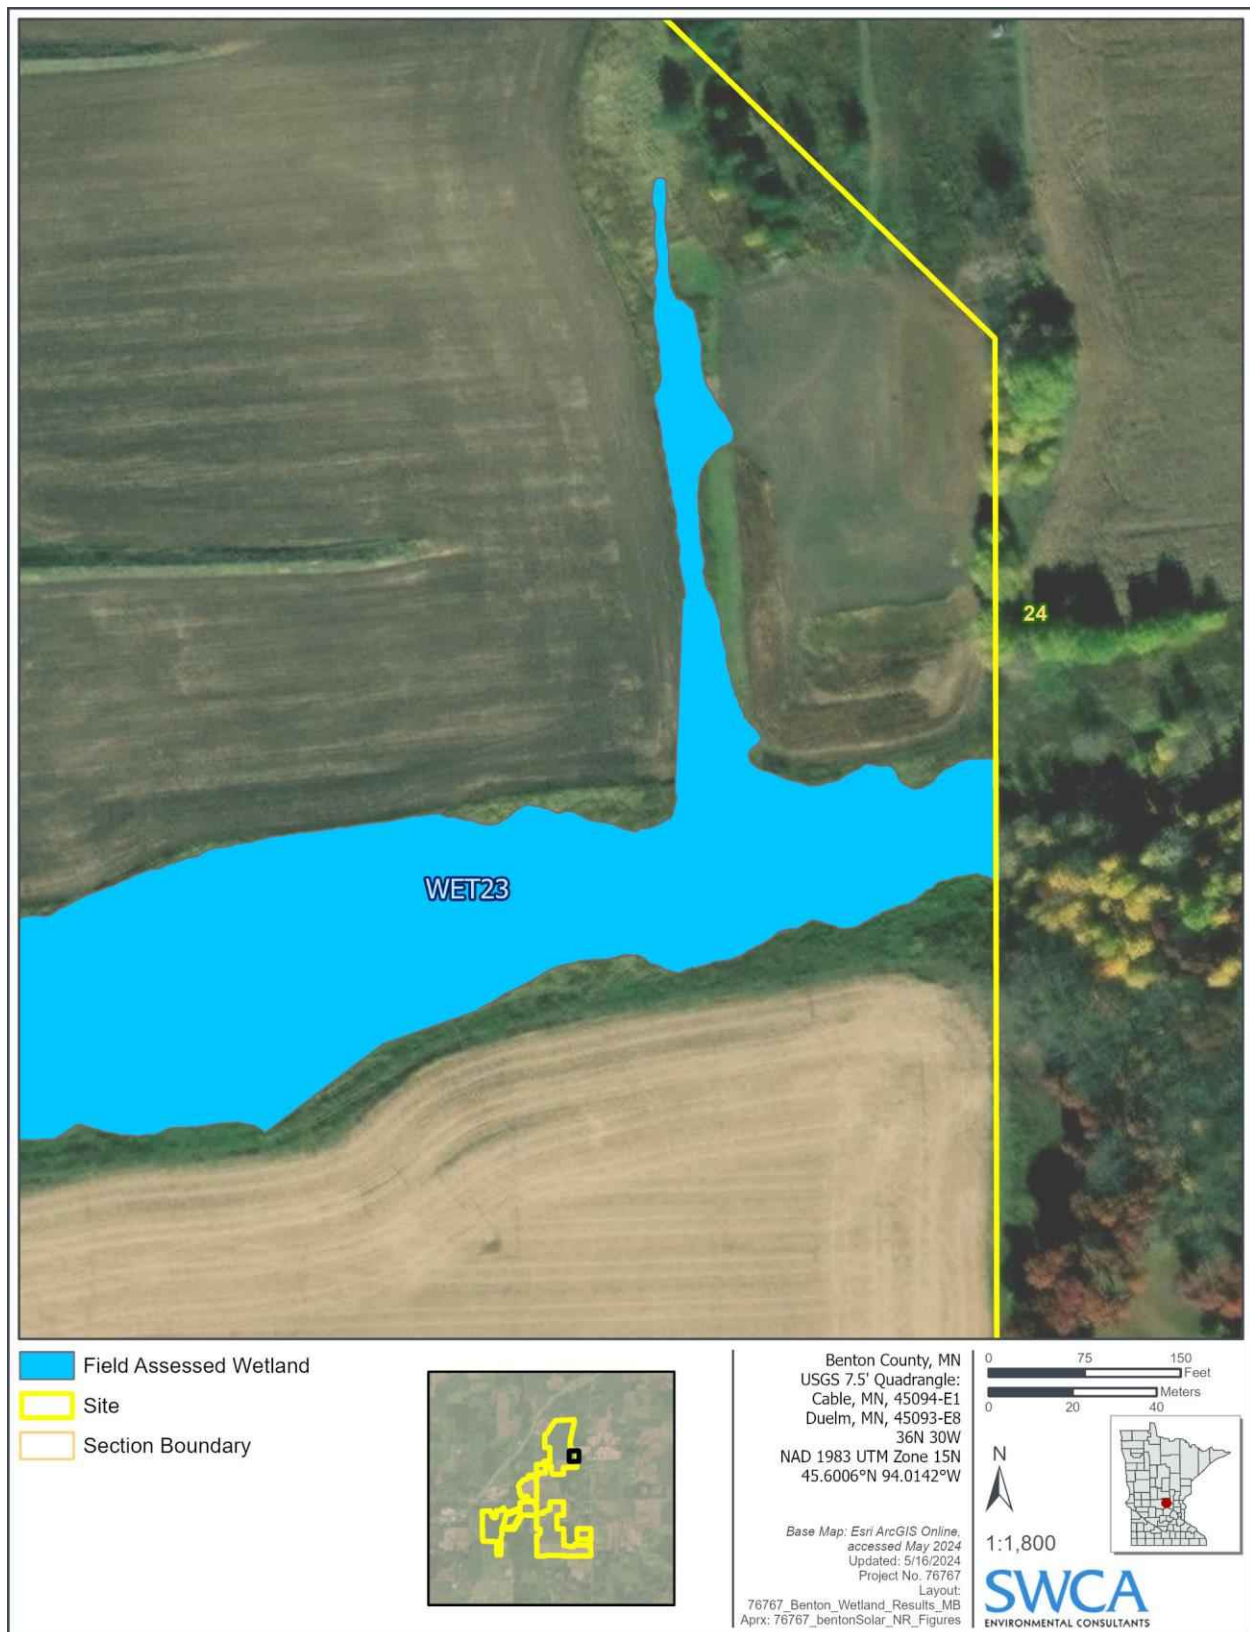 24
WET23
Field Assessed Wetland
Site
Section Boundary
Benton County, MN
USGS 7.5' Quadrangle:
Cable, MN, 45094-E1
Duelm, MN, 45093-E8
36N 30W
NAD 1983 UTM Zone 15N
45.6006°N 94.0142°W
Base Map: Esri ArcGIS Online,
accessed May 2024
Updated: 5/16/2024
Project No. 76767
Layout:
76767_Benton_Wetland_Results_MB
Aprx: 76767_bentonSolar_NR_Figures
0 75 150
Feet
Meters
0 20 40
N
1:1,800
SWCA
ENVIRONMENTAL CONSULTANTS